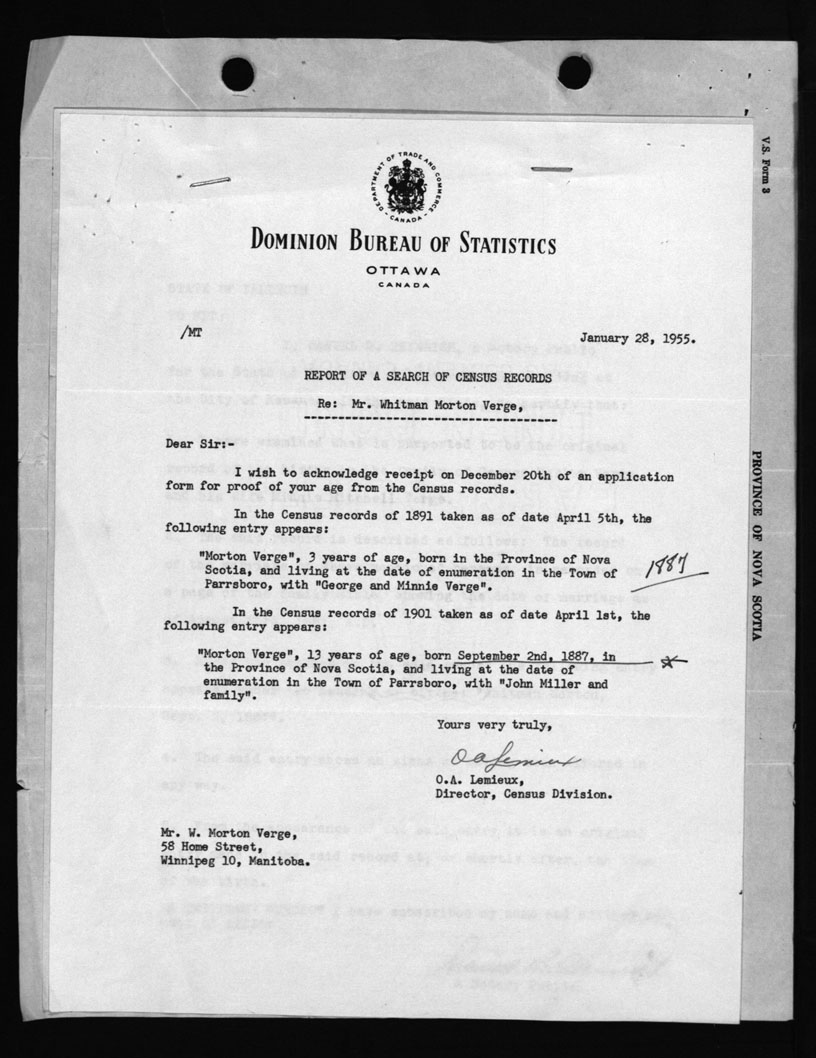 DEPARTMENT OF TRADE AND COMMERCE
- CANADA -
DOMINION BUREAU OF STATISTICS
OTTAWA
CANADA
V.S. Form 3
PROVINCE OF NOVA SCOTIA
/MT
January 28, 1955.
REPORT OF A SEARCH OF CENSUS RECORDS
Re: Mr. Whitman Morton Verge,
Dear Sir:-
I wish to acknowledge receipt on December 20th of an application
form for proof of your age from the Census records.
In the Census records of 1891 taken as of date April 5th, the
following entry appears:
"Morton Verge", 3 years of age, born in the Province of Nova
Scotia, and living at the date of enumeration in the Town of
Parrsboro, with "George and Minnie Verge".
1887
In the Census records of 1901 taken as of date April 1st, the
following entry appears:
"Morton Verge", 13 years of age, born September 2nd, 1887, in
the Province of Nova Scotia, and living at the date of
enumeration in the Town of Parrsboro, with "John Miller and
family".
Yours very truly,
O A Lemieux
O.A. Lemieux,
Director, Census Division.
Mr. W. Morton Verge,
58 Home Street,
Winnipeg 10, Manitoba.